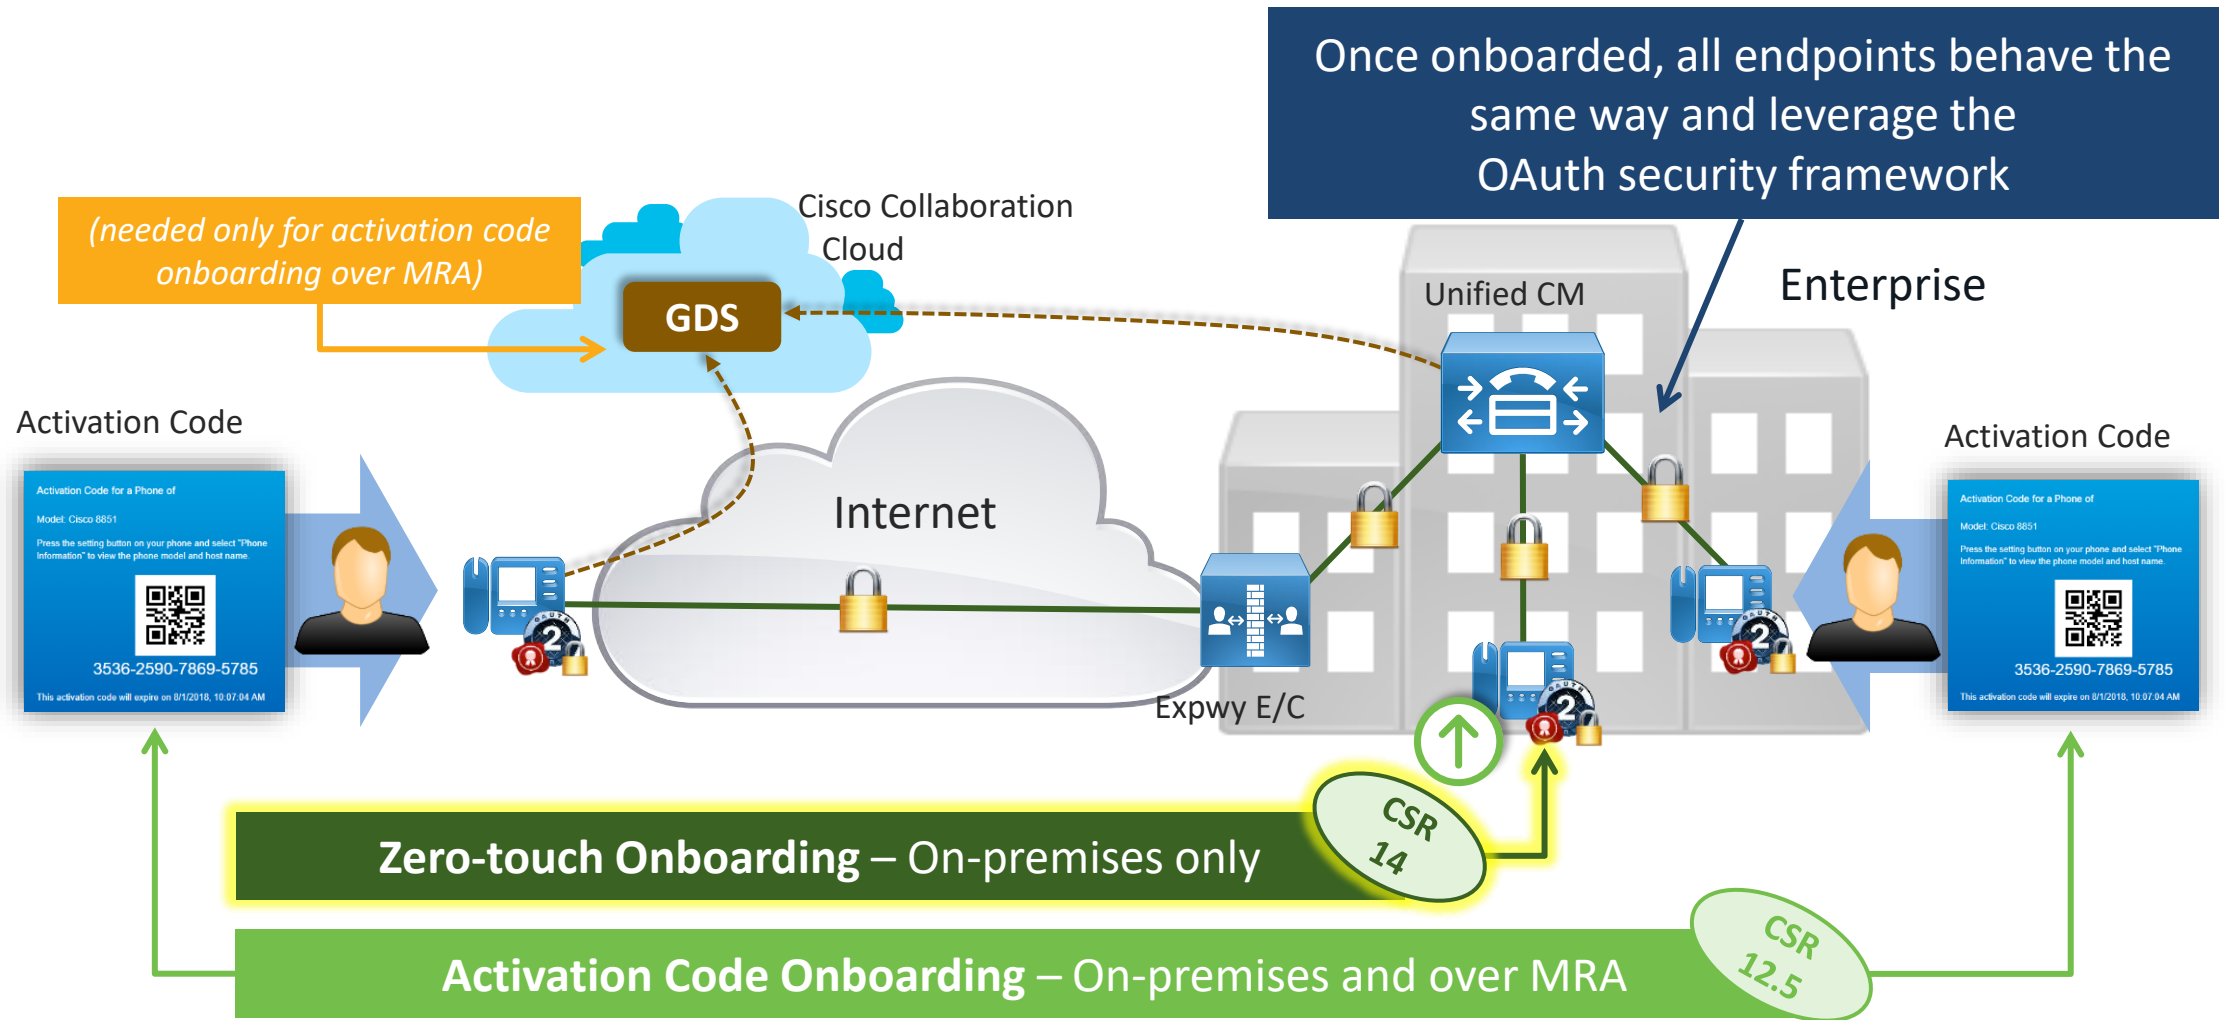 Once onboarded, all endpoints behave the
same way and leverage the
OAuth security framework
(needed only for activation code
onboarding over MRA)
Cisco Collaboration
Cloud
GDS
Unified CM
Enterprise
Activation Code
Activation Code for a Phone of
Model: Cisco 8851
Press the setting button on your phone and select "Phone
Information" to view the phone model and host name.
3536-2590-7869-5785
This activation code will expire on 8/1/2018, 10:07:04 AM
Internet
Expwy E/C
OAUTH
2
OAUTH
2
OAUTH
2
Activation Code
Activation Code for a Phone of
Model: Cisco 8851
Press the setting button on your phone and select "Phone
Information" to view the phone model and host name.
3536-2590-7869-5785
This activation code will expire on 8/1/2018, 10:07:04 AM
Zero-touch Onboarding – On-premises only
CSR
14
Activation Code Onboarding – On-premises and over MRA
CSR
12.5